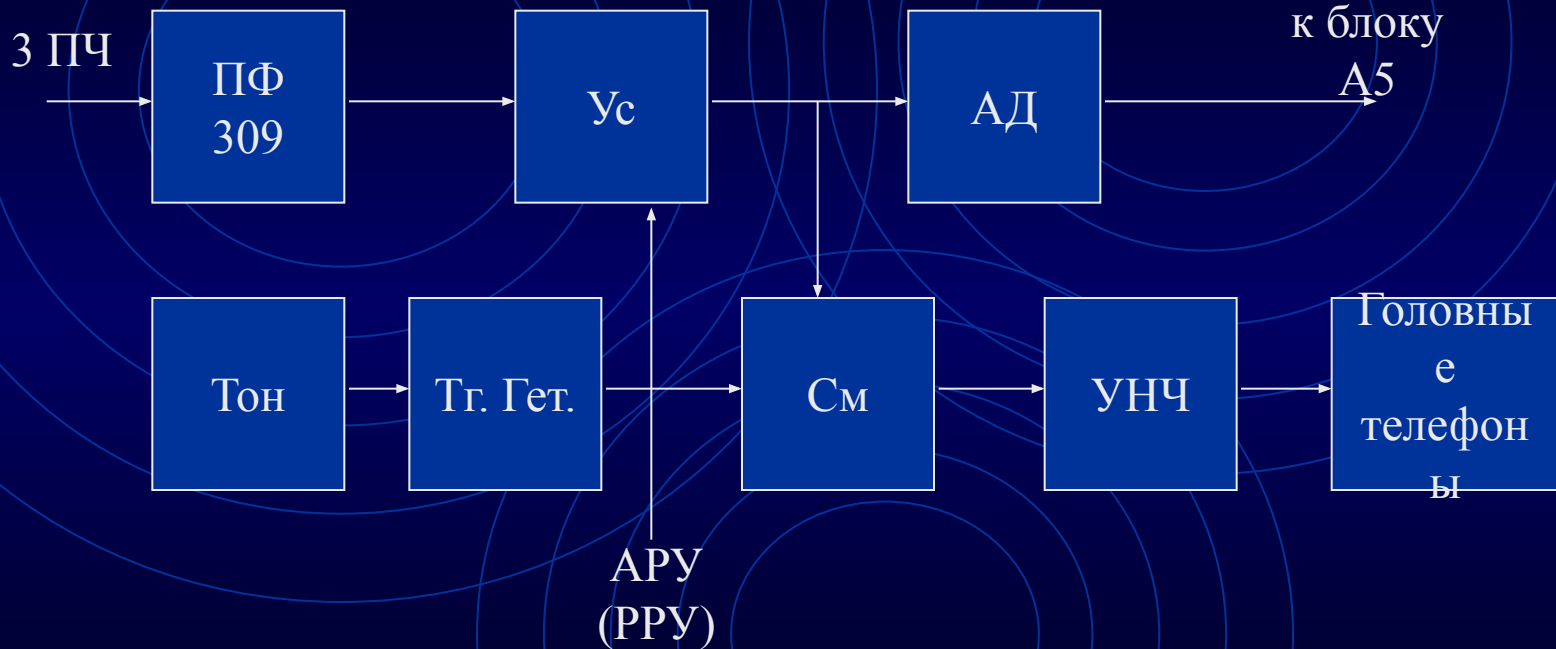 3 ПЧ
ПФ
309
Ус
АД
к блоку
А5
Тон
Тг. Гет.
См
УНЧ
Головны
е
телефон
ы
АРУ
(РРУ)